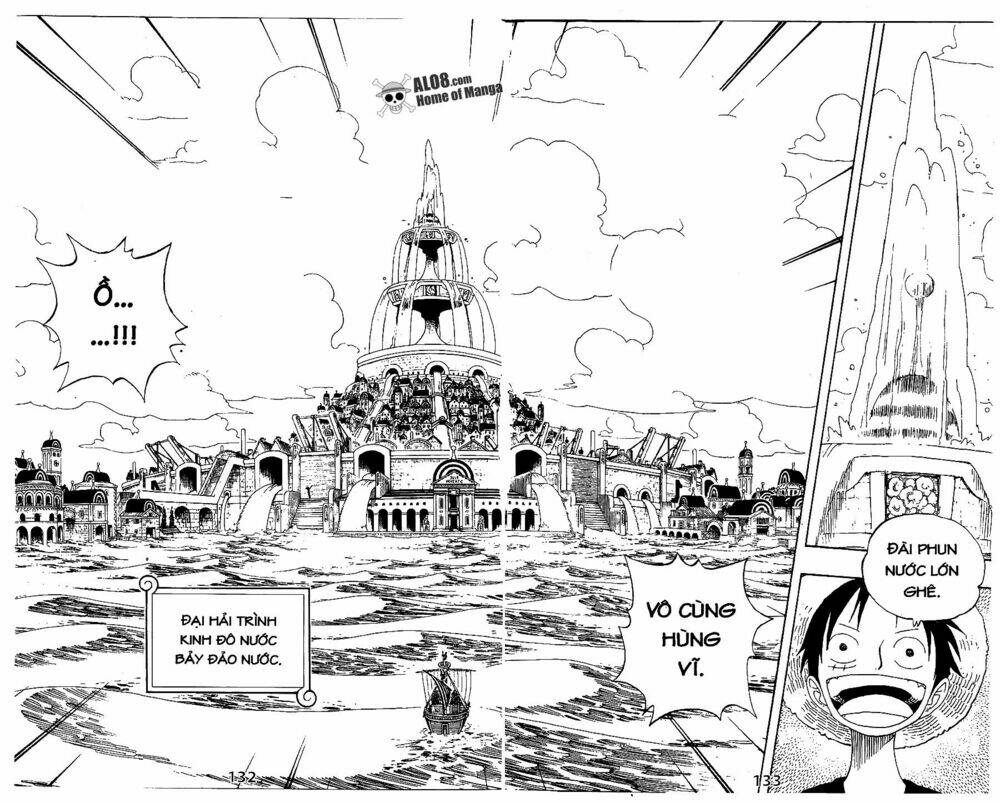 AL08.com
Home of Manga
ĐÀI PHUN
NƯỚC LỚN
GHÊ.
Ồ...
...!!!
VÔ CÙNG
HÙNG
VĨ.
ĐẠI HẢI TRÌNH
KINH ĐÔ NƯỚC
BẢY ĐẢO NƯỚC.
132
133